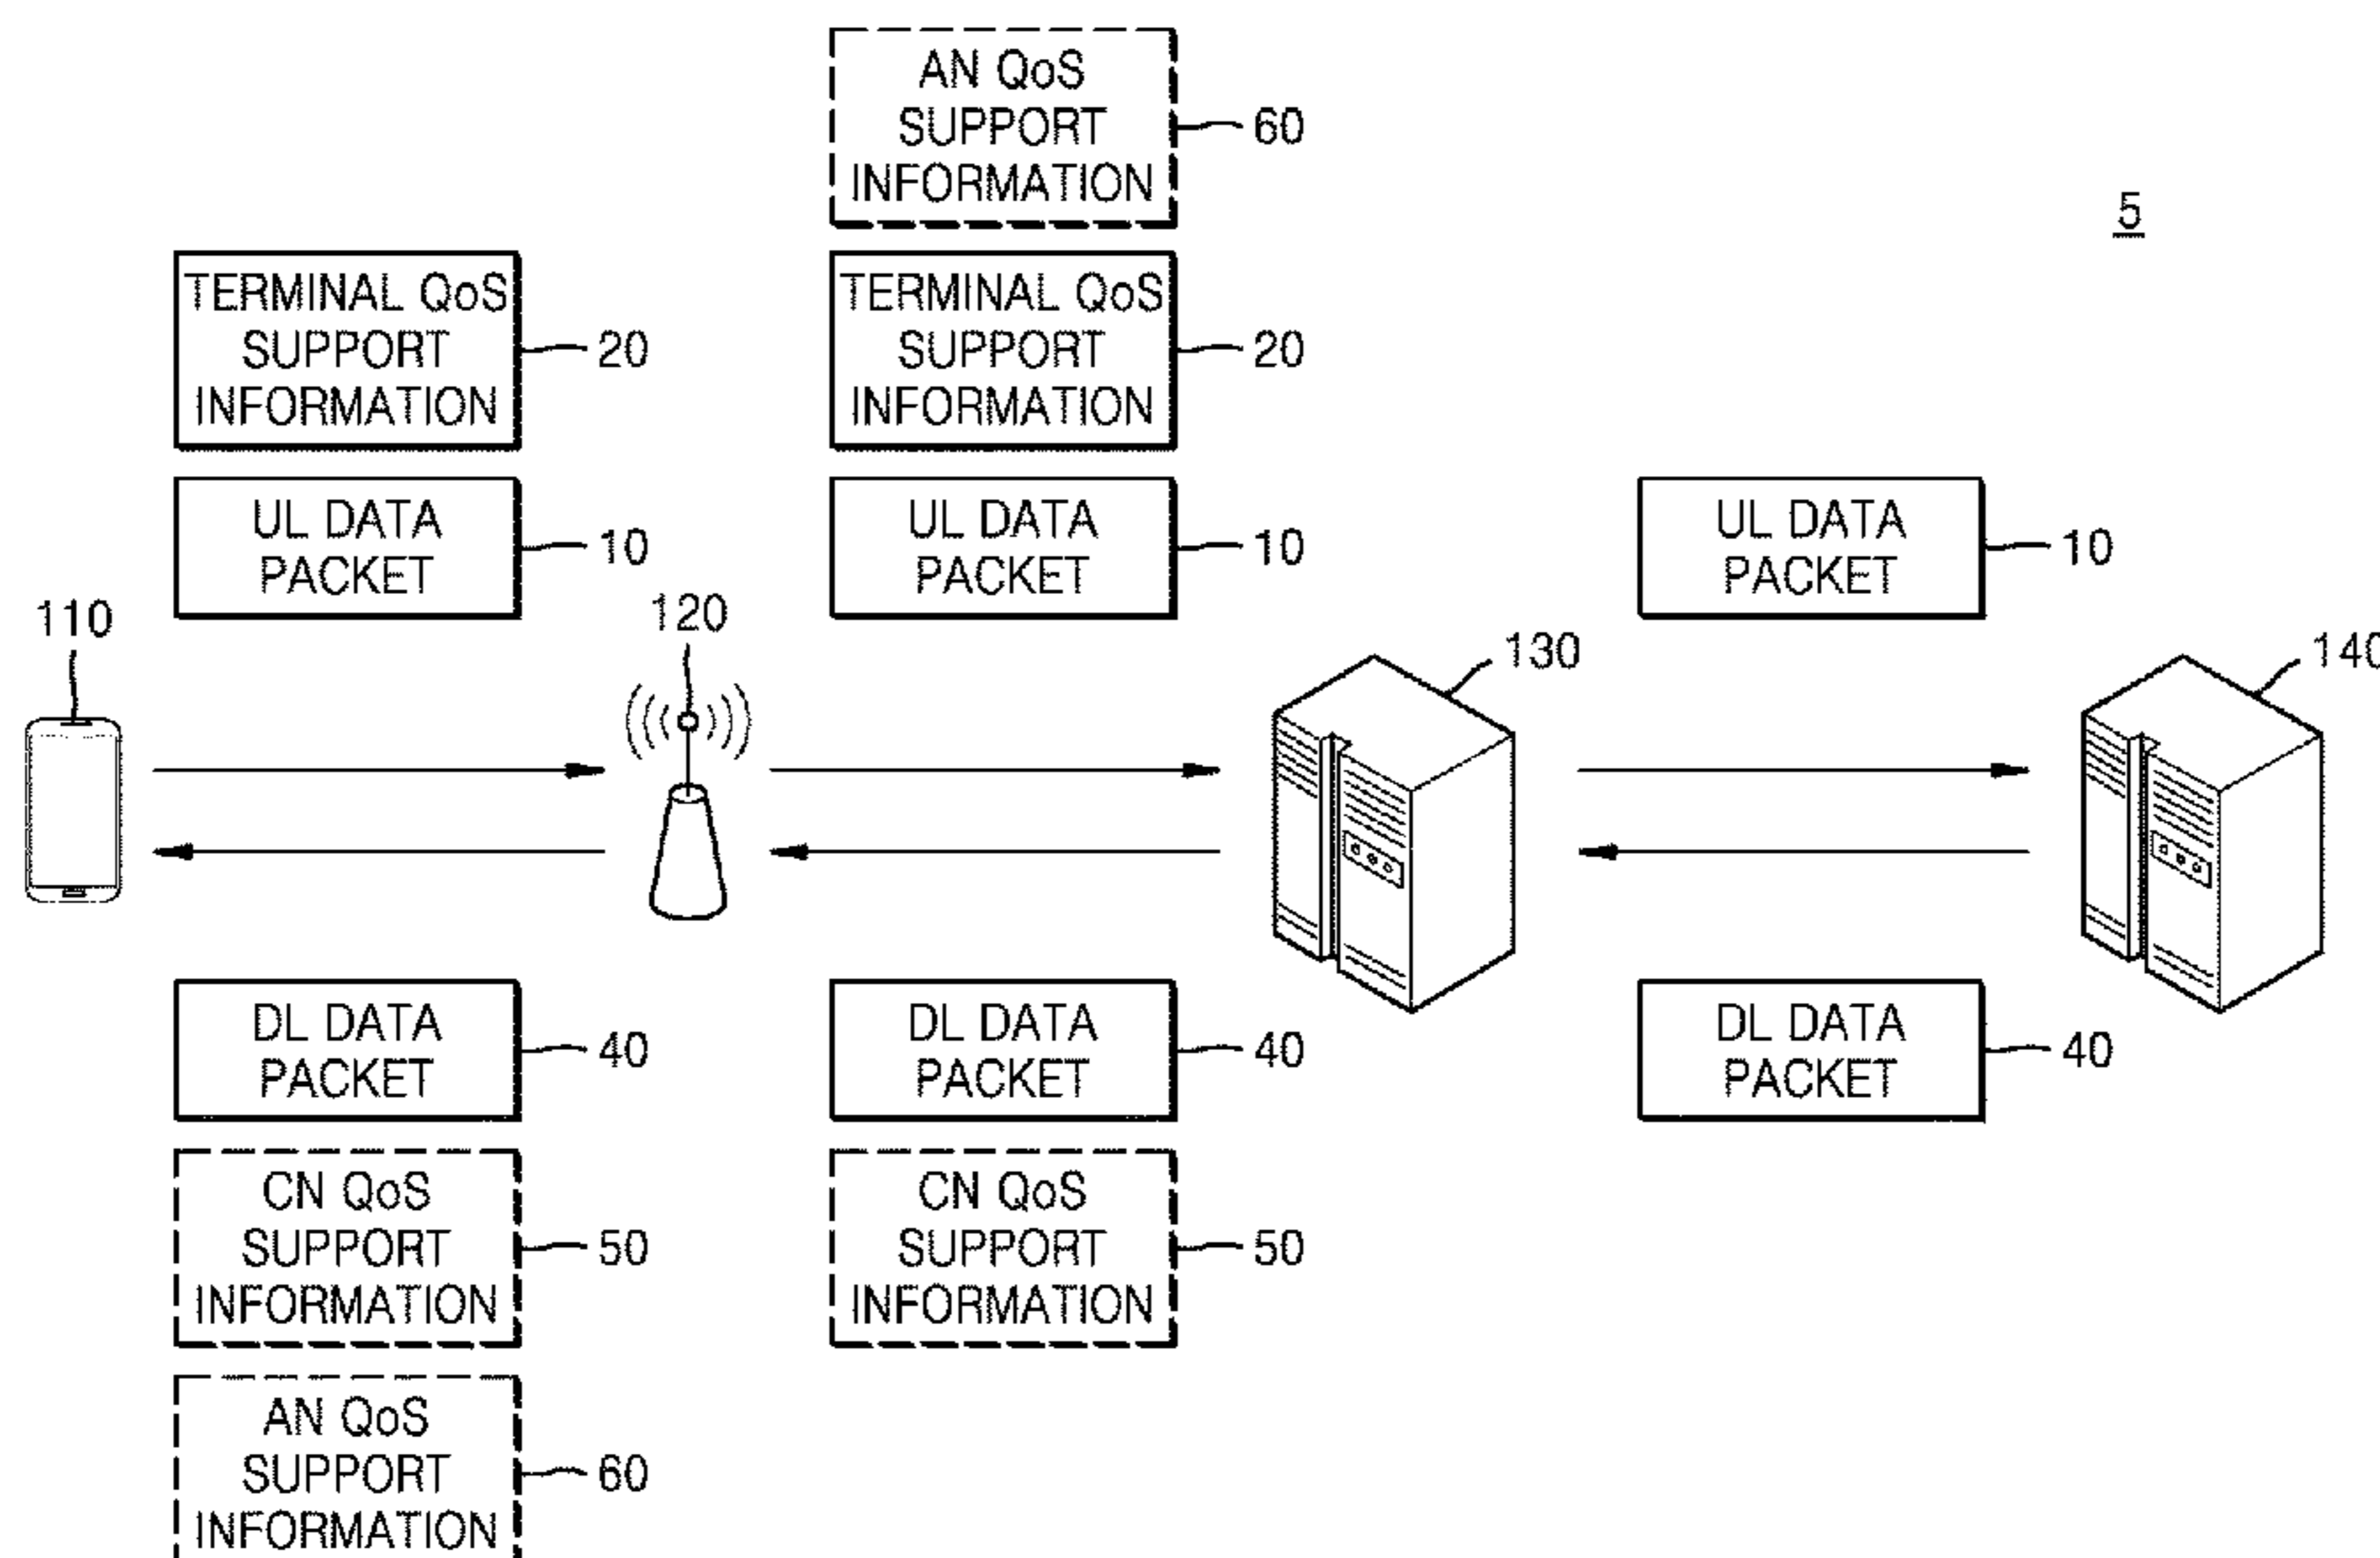 AN QoS
SUPPORT
INFORMATION
60
5
TERMINAL QoS
SUPPORT
INFORMATION
20
TERMINAL QoS
SUPPORT
INFORMATION
20
UL DATA
PACKET
10
UL DATA
PACKET
10
UL DATA
PACKET
10
110
120
130
140
DL DATA
PACKET
40
DL DATA
PACKET
40
DL DATA
PACKET
40
CN QoS
SUPPORT
INFORMATION
50
CN QoS
SUPPORT
INFORMATION
50
AN QoS
SUPPORT
INFORMATION
60